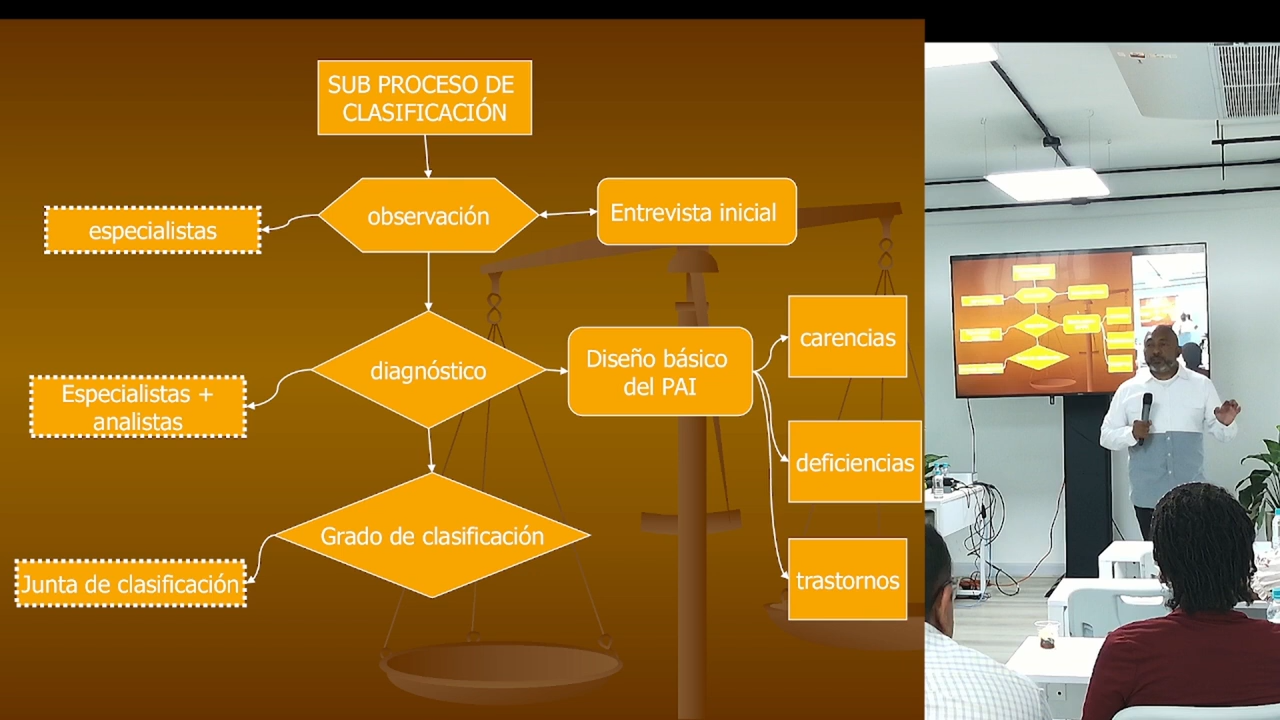 SUB PROCESO DE
CLASIFICACIÓN
observación
Entrevista inicial
especialistas
diagnóstico
Diseño básico
del PAI
carencias
Especialistas +
analistas
deficiencias
Grado de clasificación
Junta de clasificación
trastornos